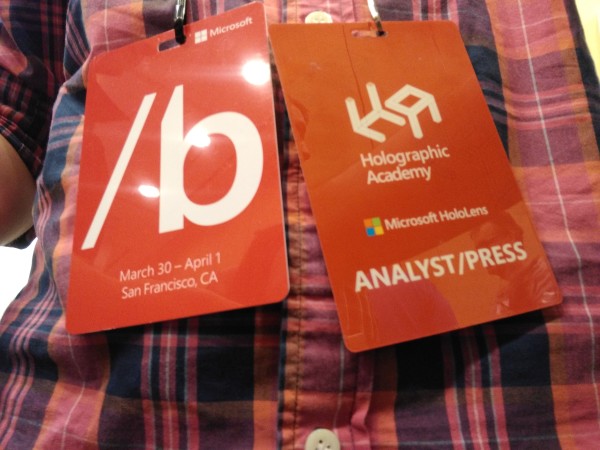 Microsoft
/b
March 30 – April 1
San Francisco, CA
Holographic
Academy
Microsoft HoloLens
ANALYST/PRESS